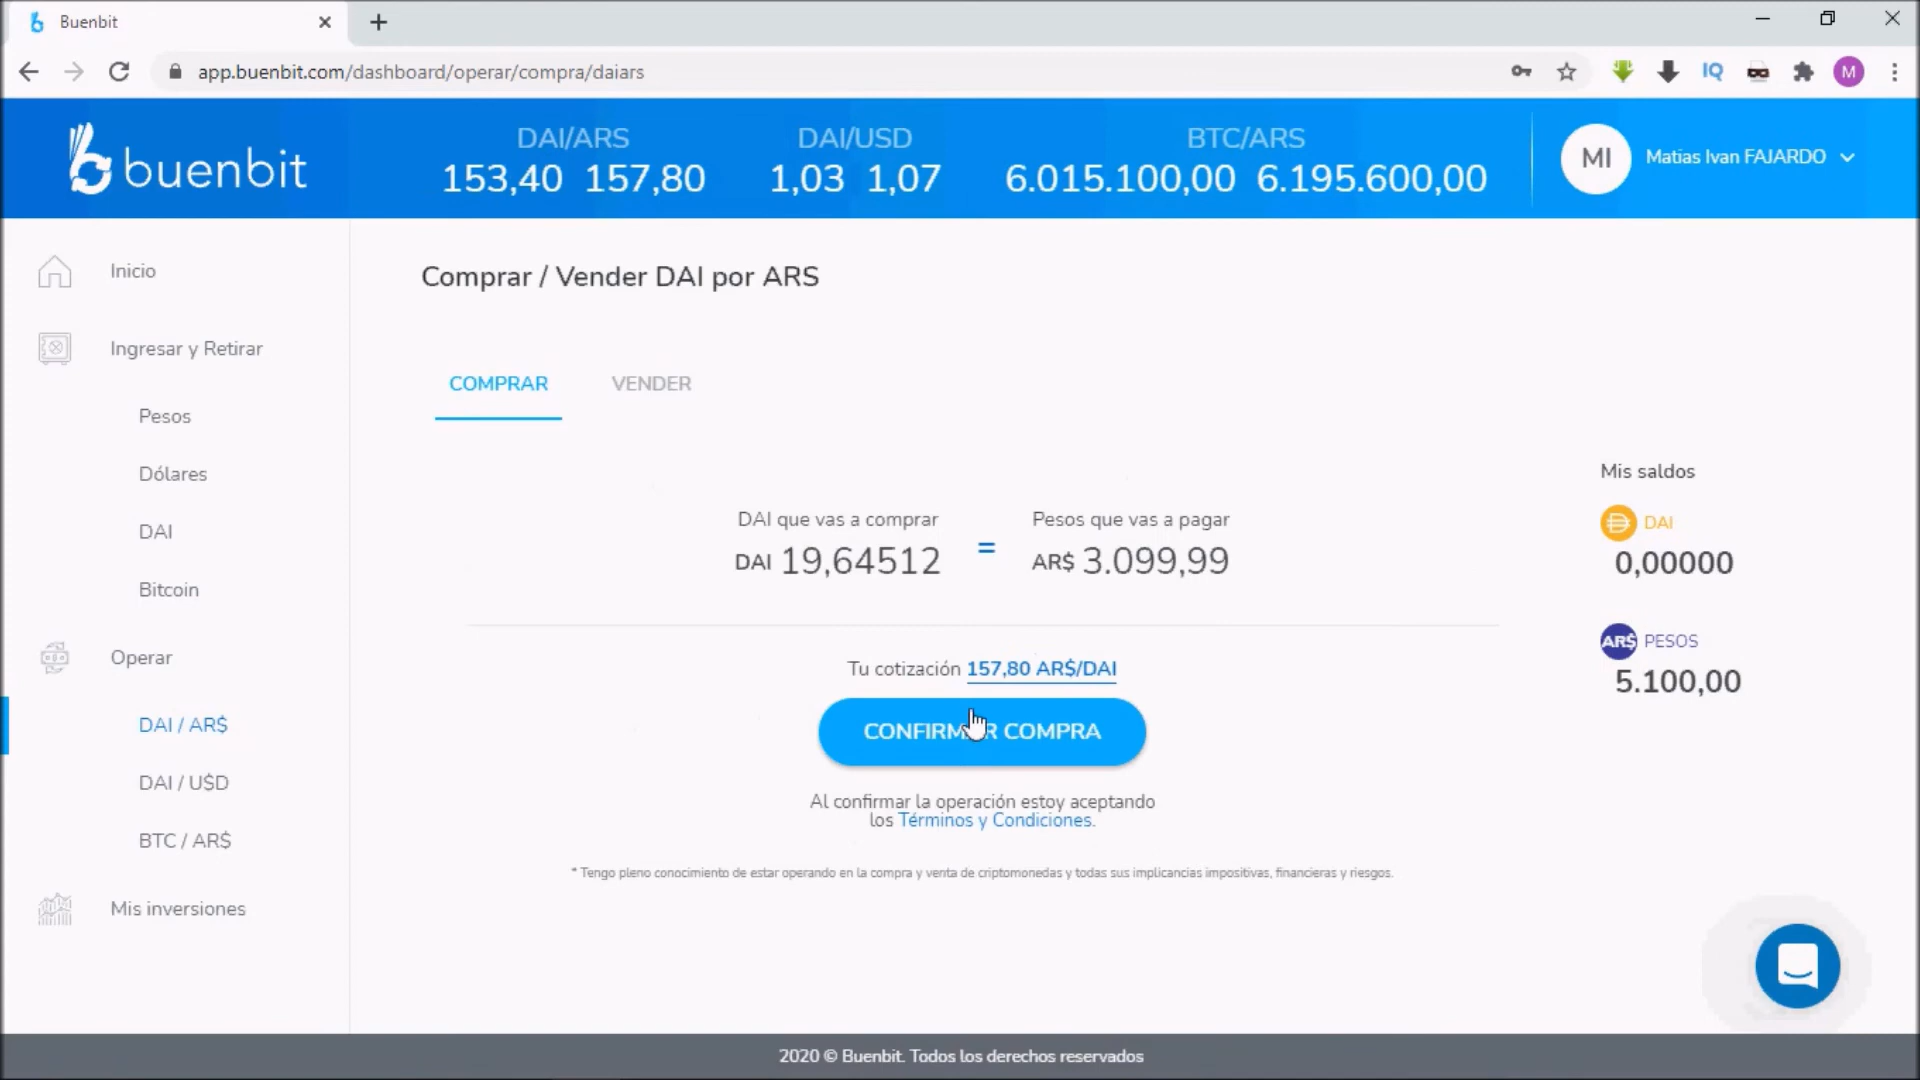 Buenbit
app.buenbit.com/dashboard/operar/compra/daiars
IQ
M
buenbit
DAI/ARS
153,40 157,80
DAI/USD
1,03 1,07
BTC/ARS
6.015.100,00 6.195.600,00
MI
Matias Ivan FAJARDO
Inicio
Ingresar y Retirar
Pesos
Dólares
DAI
Bitcoin
Operar
DAI / AR$
DAI / U$D
BTC / AR$
Mis inversiones
Comprar / Vender DAI por ARS
COMPRAR
VENDER
DAI que vas a comprar
DAI 19,64512
=
Pesos que vas a pagar
AR$ 3.099,99
Tu cotización 157,80 AR$/DAI
CONFIRMAR COMPRA
Al confirmar la operación estoy aceptando
los Términos y Condiciones.
* Tengo pleno conocimiento de estar operando en la compra y venta de criptomonedas y todas sus implicancias impositivas, financieras y riesgos.
Mis saldos
DAI
0,00000
AR$ PESOS
5.100,00
2020 © Buenbit. Todos los derechos reservados